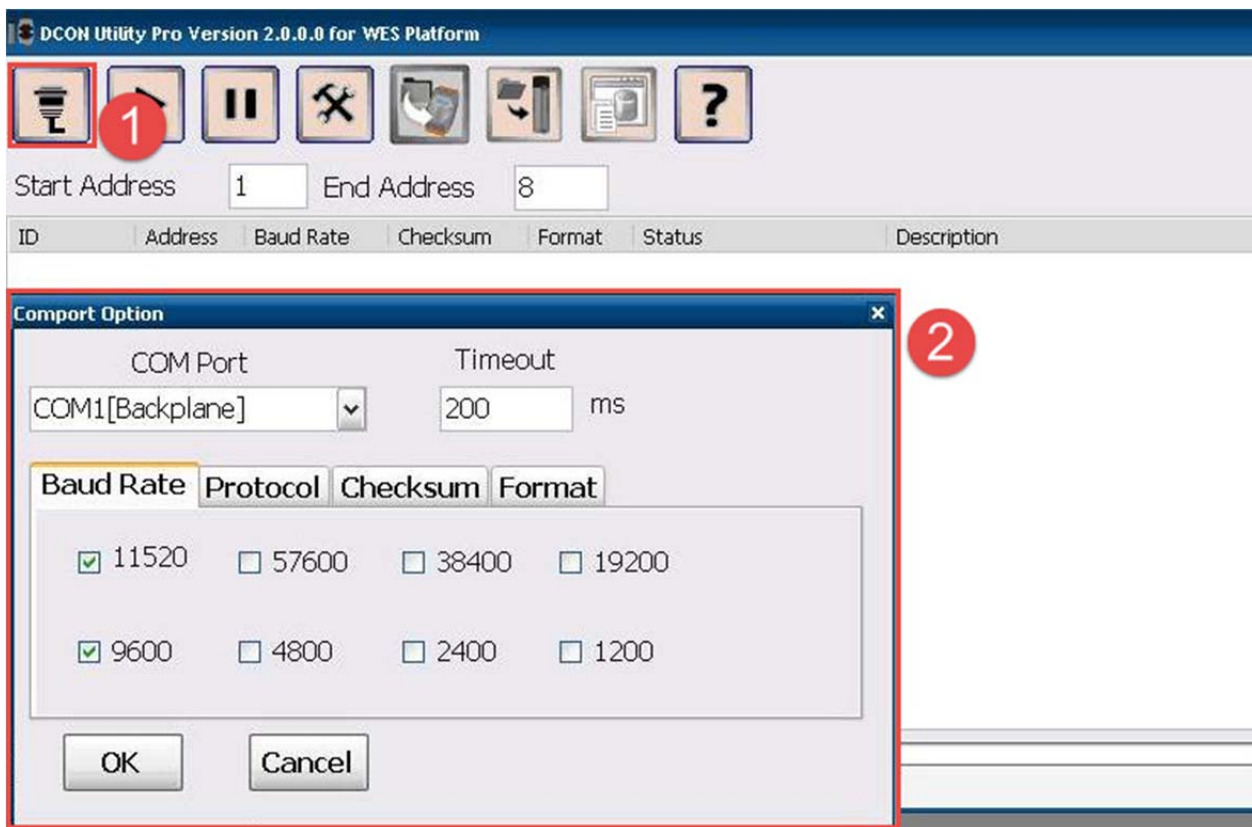 DCON Utility Pro Version 2.0.0.0 for WES Platform
1
?
Start Address 1 End Address 8
ID Address Baud Rate Checksum Format Status Description
Comport Option
2
COM Port Timeout
COM1[Backplane] 200 ms
Baud Rate Protocol Checksum Format
11520 57600 38400 19200
9600 4800 2400 1200
OK Cancel